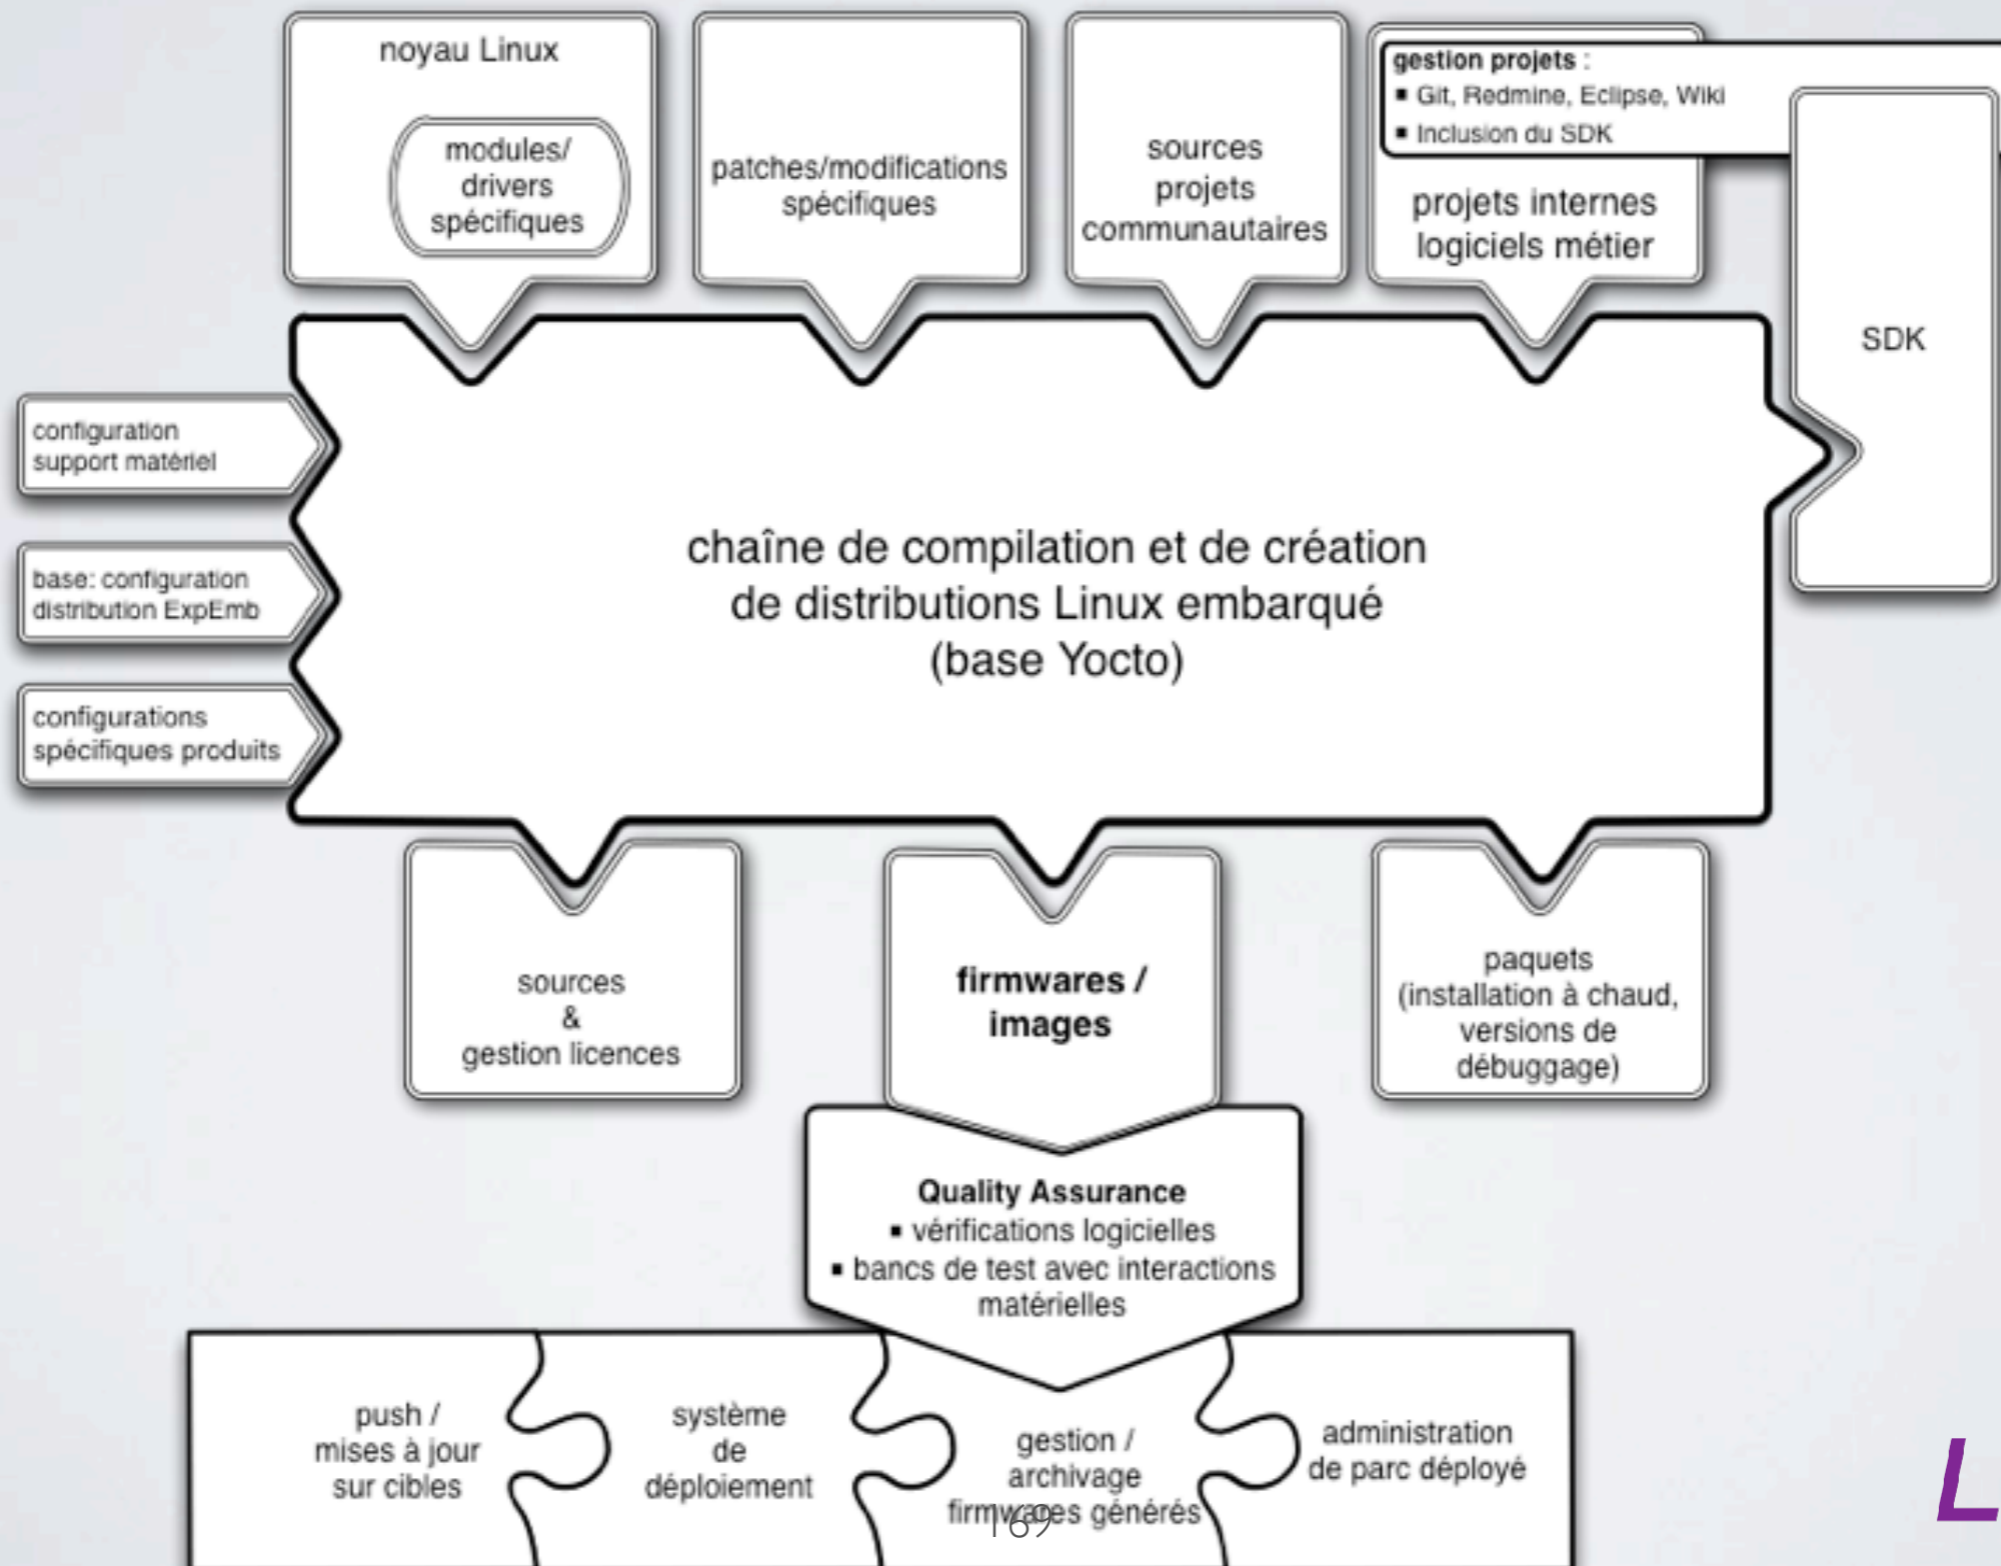 noyau Linux
modules/
drivers
spécifiques
patches/modifications
spécifiques
sources
projets
communautaires
gestion projets :
▪ Git, Redmine, Eclipse, Wiki
▪ Inclusion du SDK
projets internes
logiciels métier
SDK
configuration
support matériel
base: configuration
distribution ExpEmb
configurations
spécifiques produits
chaîne de compilation et de création
de distributions Linux embarqué
(base Yocto)
sources
&
gestion licences
firmwares /
images
paquets
(installation à chaud,
versions de
débuggage)
Quality Assurance
▪ vérifications logicielles
▪ bancs de test avec interactions
matérielles
push /
mises à jour
sur cibles
système
de
déploiement
gestion /
archivage
firmwares générés
administration
de parc déployé
169
L